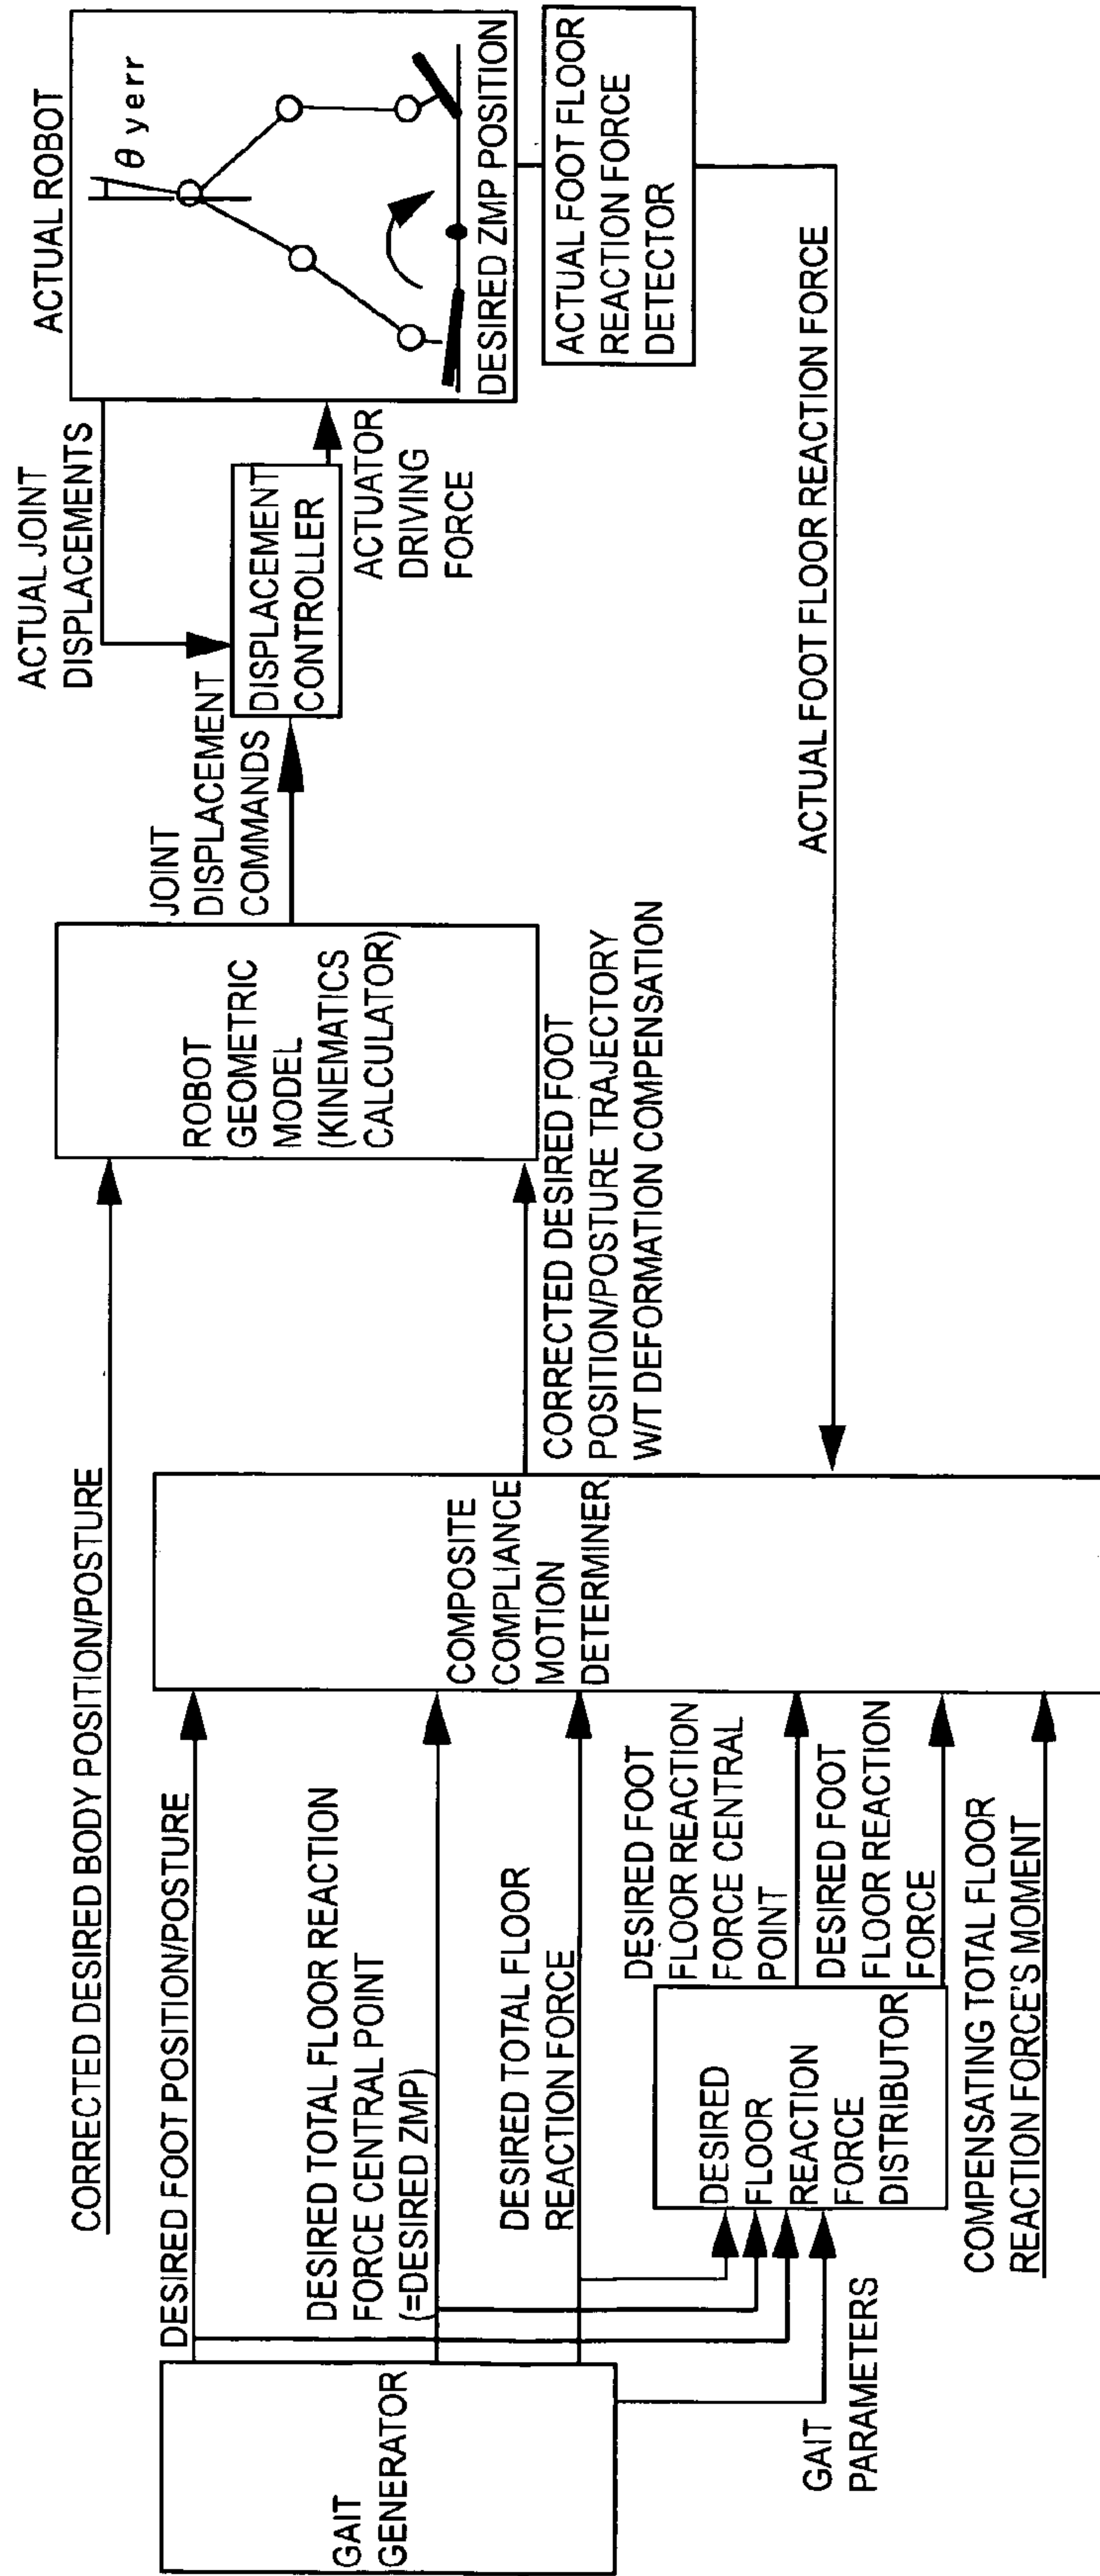 GAIT
GENERATOR
CORRECTED DESIRED BODY POSITION/POSTURE
DESIRED FOOT POSITION/POSTURE
DESIRED TOTAL FLOOR REACTION
FORCE CENTRAL POINT
(=DESIRED ZMP)
DESIRED TOTAL FLOOR
REACTION FORCE
GAIT
PARAMETERS
DESIRED
FLOOR
REACTION
FORCE
DISTRIBUTOR
DESIRED FOOT
FLOOR REACTION
FORCE CENTRAL
POINT
DESIRED FOOT
FLOOR REACTION
FORCE
COMPENSATING TOTAL FLOOR
REACTION FORCE'S MOMENT
COMPOSITE
COMPLIANCE
MOTION
DETERMINER
CORRECTED DESIRED FOOT
POSITION/POSTURE TRAJECTORY
W/T DEFORMATION COMPENSATION
ROBOT
GEOMETRIC
MODEL
(KINEMATICS
CALCULATOR)
JOINT
DISPLACEMENT
COMMANDS
DISPLACEMENT
CONTROLLER
ACTUAL JOINT
DISPLACEMENTS
ACTUATOR
DRIVING
FORCE
ACTUAL ROBOT
θ yerr
DESIRED ZMP POSITION
ACTUAL FOOT FLOOR
REACTION FORCE
DETECTOR
ACTUAL FOOT FLOOR REACTION FORCE